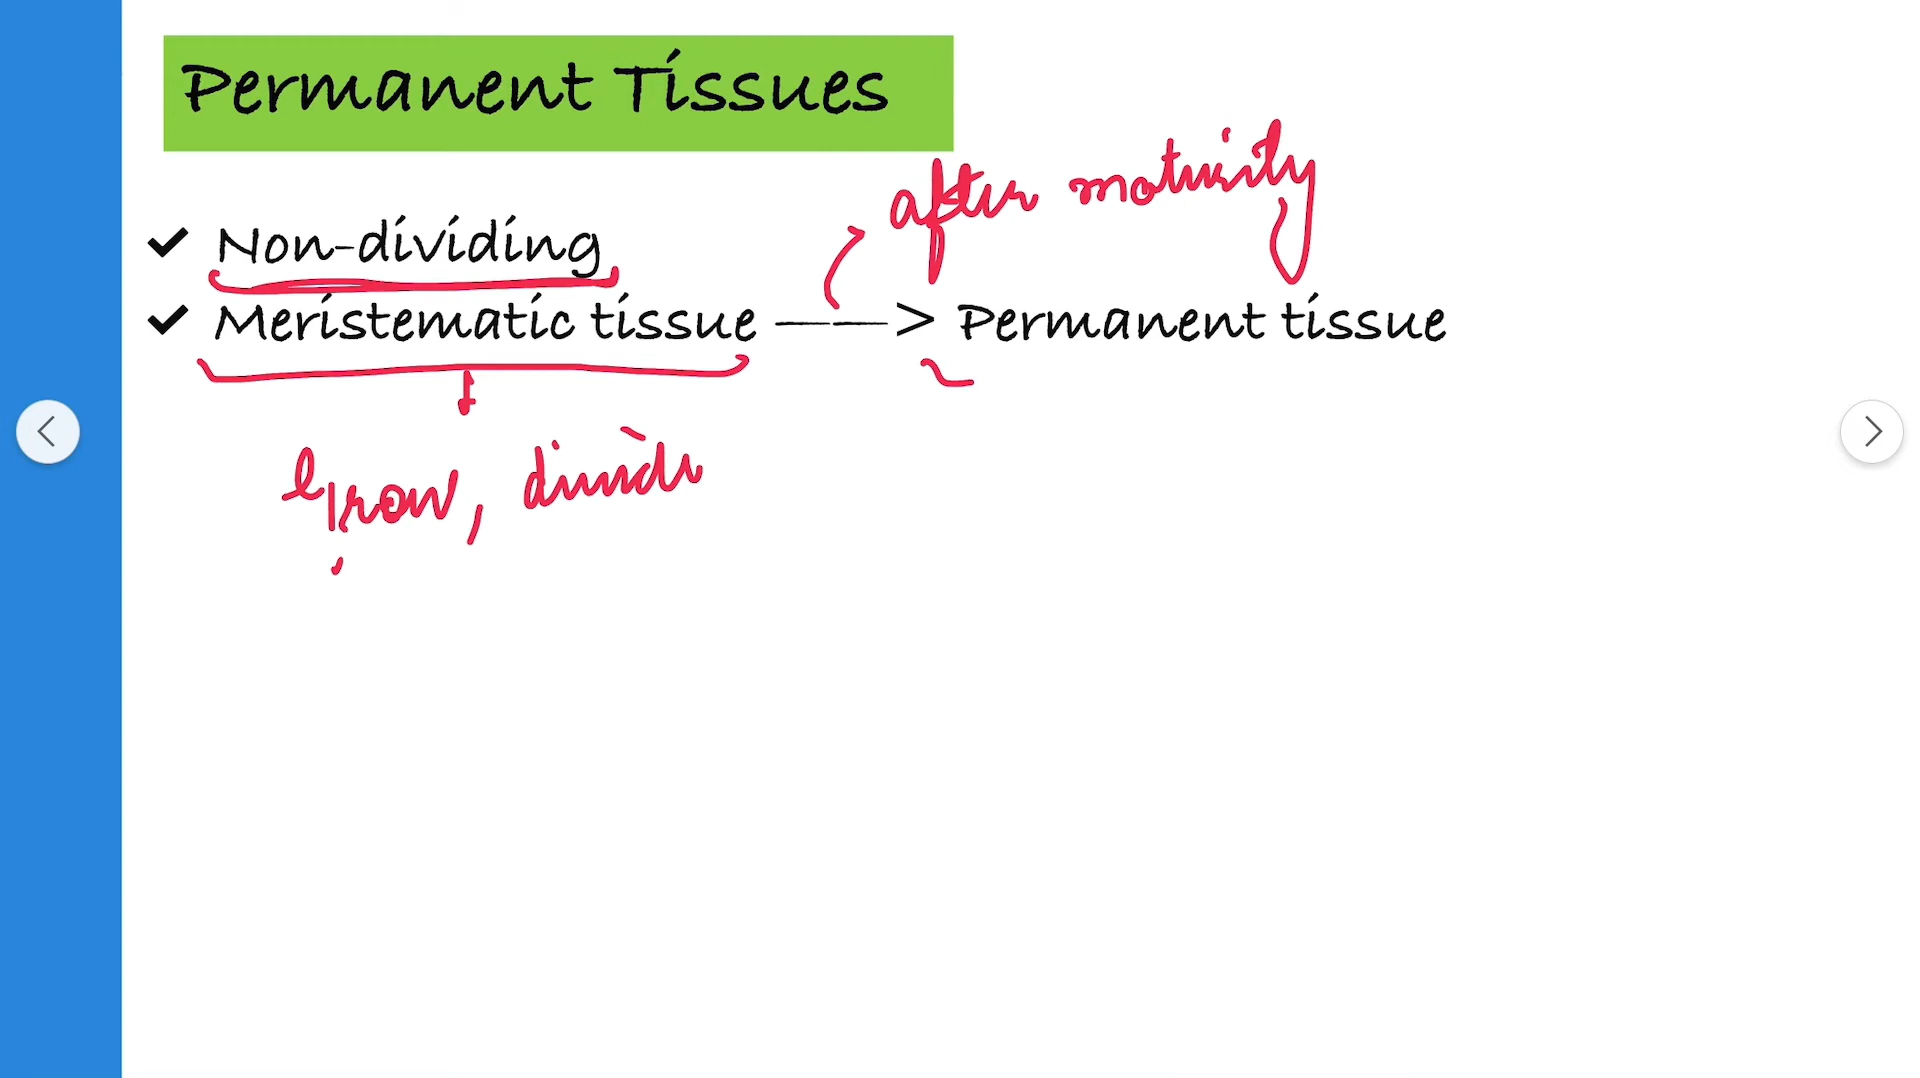 Permanent Tissues
after maturity
✔ Non-dividing
✔ Meristematic tissue ——> Permanent tissue
Grow, divide